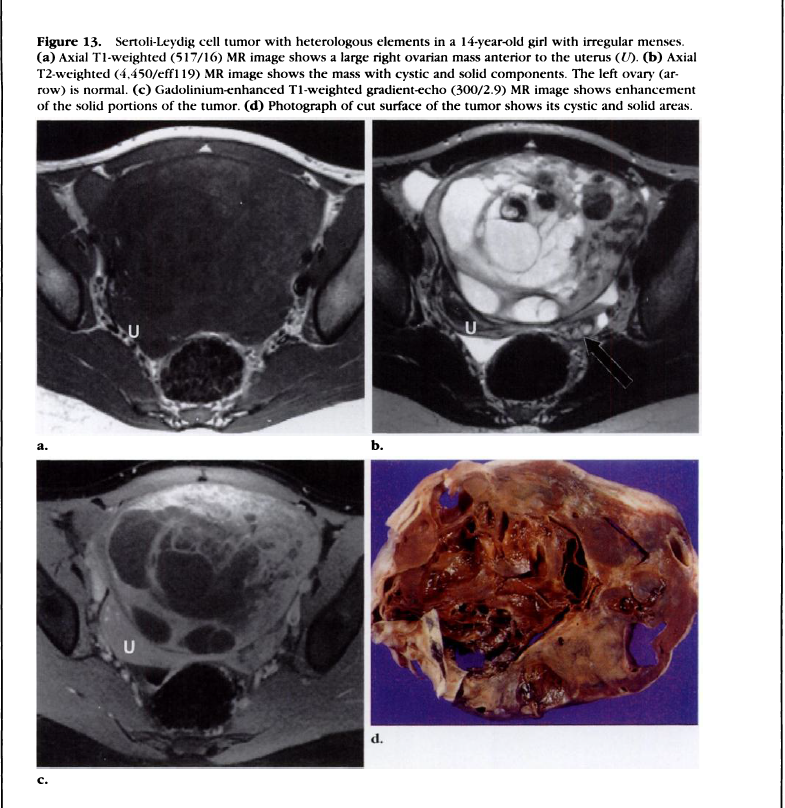 Figure 13. Sertoli-Leydig cell tumor with heterologous elements in a 14-year-old girl with irregular menses.
(a) Axial T1-weighted (517/16) MR image shows a large right ovarian mass anterior to the uterus (U). (b) Axial
T2-weighted (4,450/eff119) MR image shows the mass with cystic and solid components. The left ovary (ar-
row) is normal. (c) Gadolinium-enhanced T1-weighted gradient-echo (300/2.9) MR image shows enhancement
of the solid portions of the tumor. (d) Photograph of cut surface of the tumor shows its cystic and solid areas.
U
U
a.
b.
U
d.
c.